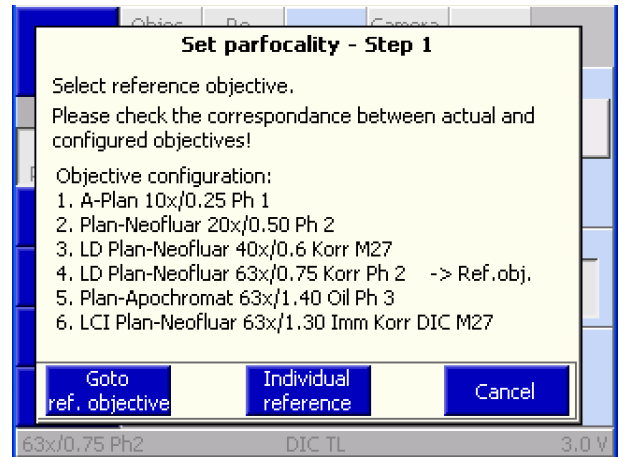 Set parfocality - Step 1
Select reference objective.
Please check the correspondance between actual and
configured objectives!
Objective configuration:
1. A-Plan 10x/0.25 Ph 1
2. Plan-Neofluar 20x/0.50 Ph 2
3. LD Plan-Neofluar 40x/0.6 Korr M27
4. LD Plan-Neofluar 63x/0.75 Korr Ph 2 -> Ref.obj.
5. Plan-Apochromat 63x/1.40 Oil Ph 3
6. LCI Plan-Neofluar 63x/1.30 Imm Korr DIC M27
Goto
ref. objective
Individual
reference
Cancel
63x/0.75 Ph2 DIC TL 3.0 V